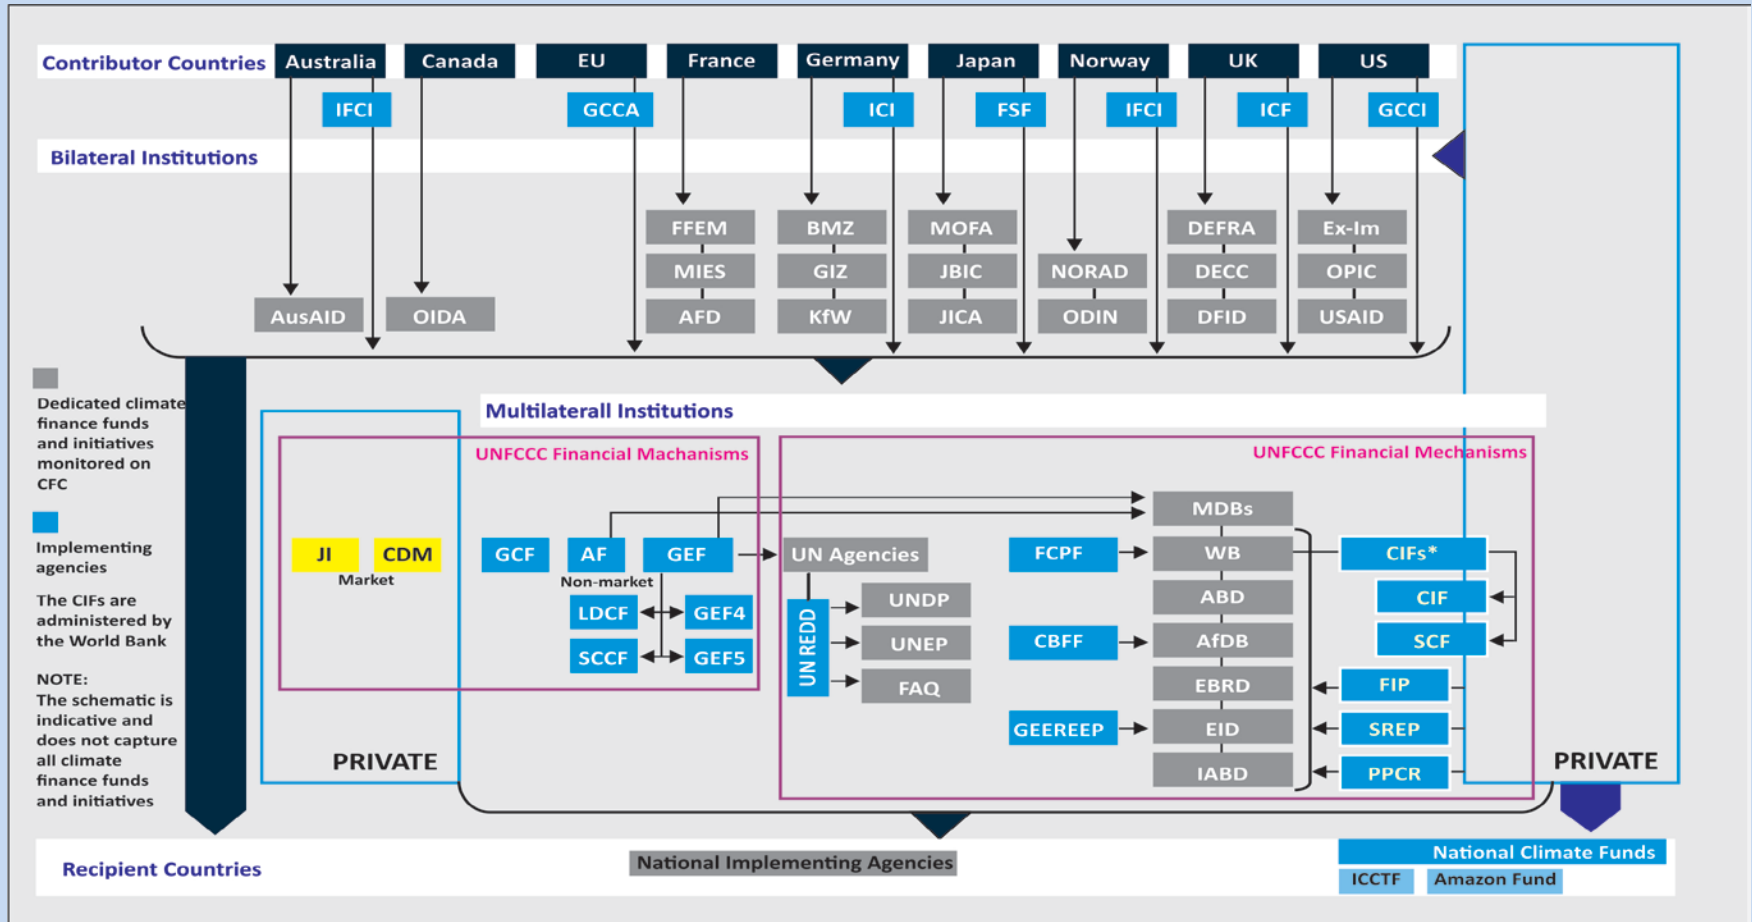 Contributor Countries
Australia
Canada
EU
France
Germany
Japan
Norway
UK
US
IFCI
GCCA
ICI
FSF
IFCI
ICF
GCCI
Bilateral Institutions
FFEM
BMZ
MOFA
DEFRA
Ex-Im
MIES
GIZ
JBIC
NORAD
DECC
OPIC
AusAID
OIDA
AFD
KfW
JICA
ODIN
DFID
USAID
Dedicated climate
finance funds
and initiatives
monitored on
CFC
Implementing
agencies
The CIFs are
administered by
the World Bank
NOTE:
The schematic is
indicative and
does not capture
all climate
finance funds
and initiatives
Multilaterall Institutions
UNFCCC Financial Machanisms
UNFCCC Financial Mechanisms
JI
CDM
Market
GCF
AF
GEF
Non-market
LDCF
GEF4
SCCF
GEF5
PRIVATE
UN Agencies
UN REDD
UNDP
UNEP
FAQ
FCPF
CBFF
GEEREEP
MDBs
WB
ABD
AfDB
EBRD
EID
IABD
CIFs*
CIF
SCF
FIP
SREP
PPCR
PRIVATE
Recipient Countries
National Implementing Agencies
National Climate Funds
ICCTF
Amazon Fund